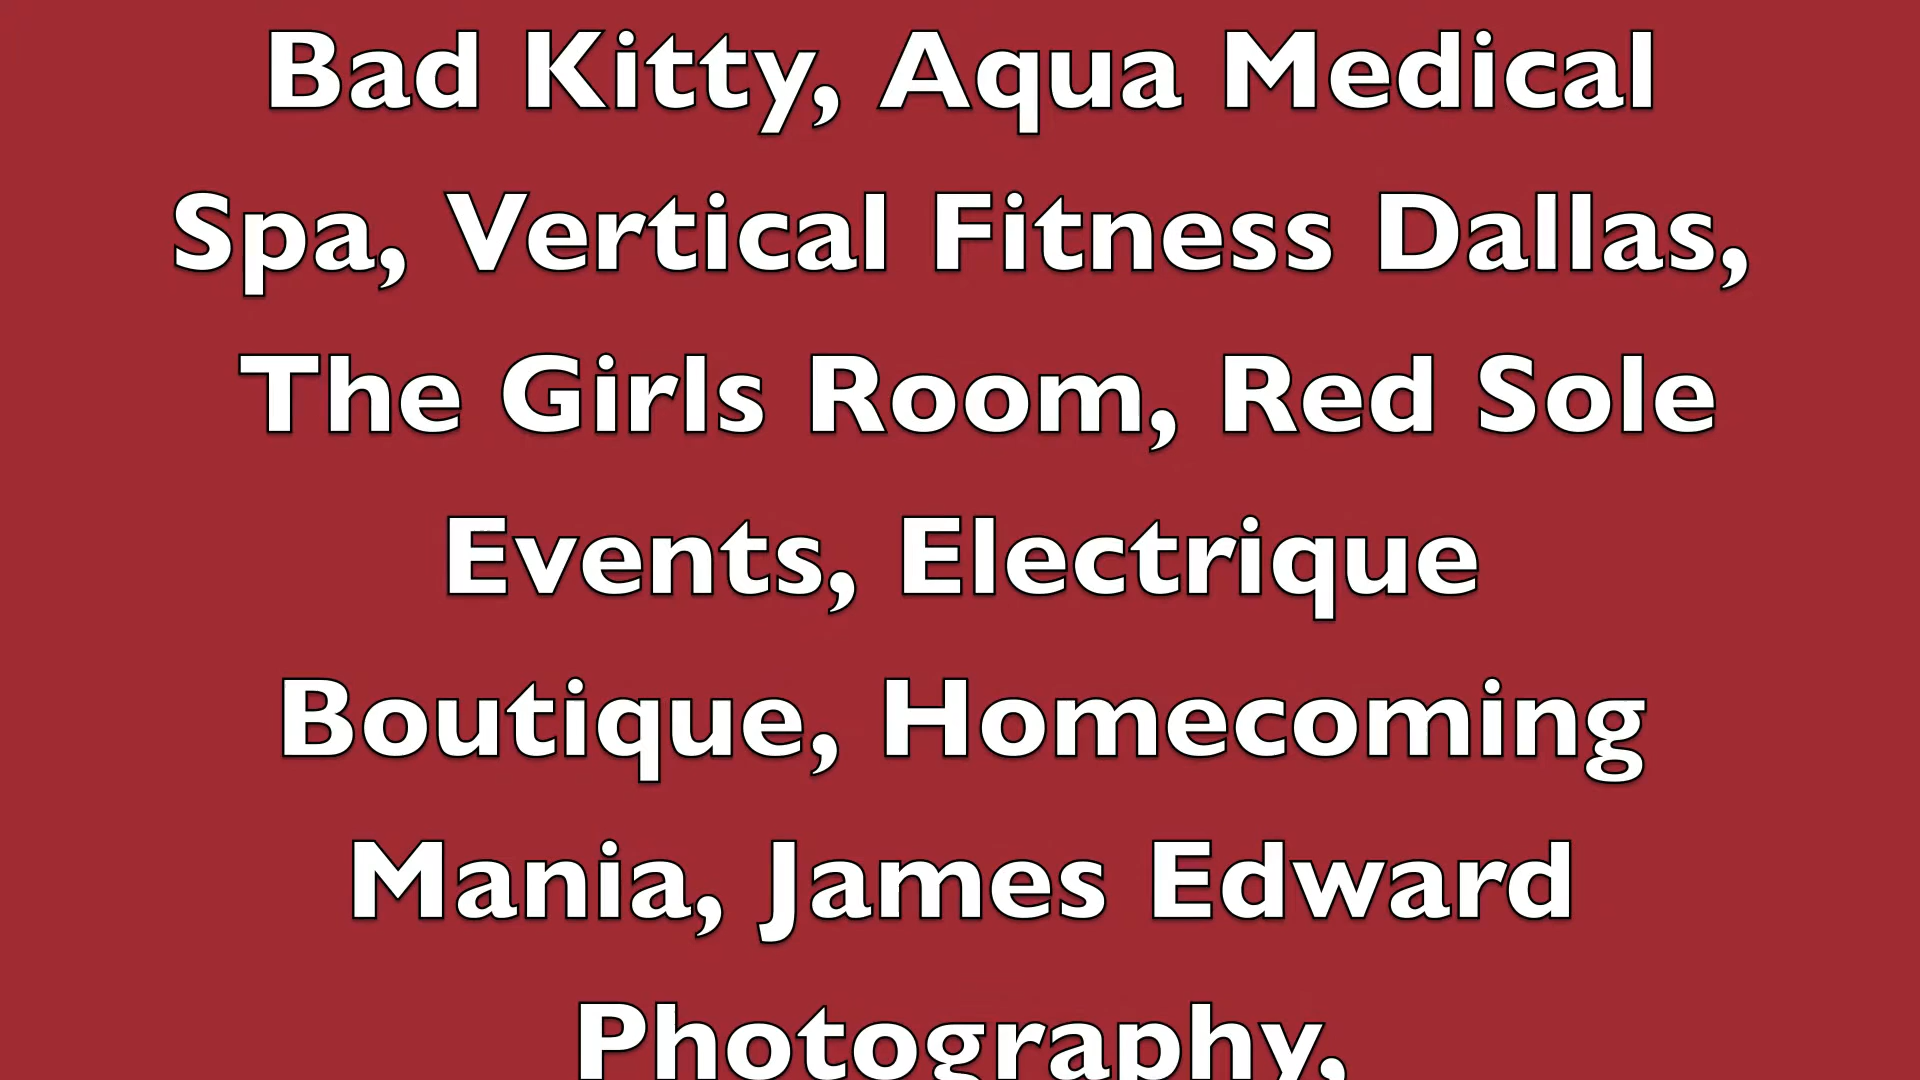 Bad Kitty, Aqua Medical
Spa, Vertical Fitness Dallas,
The Girls Room, Red Sole
Events, Electrique
Boutique, Homecoming
Mania, James Edward
Photography,